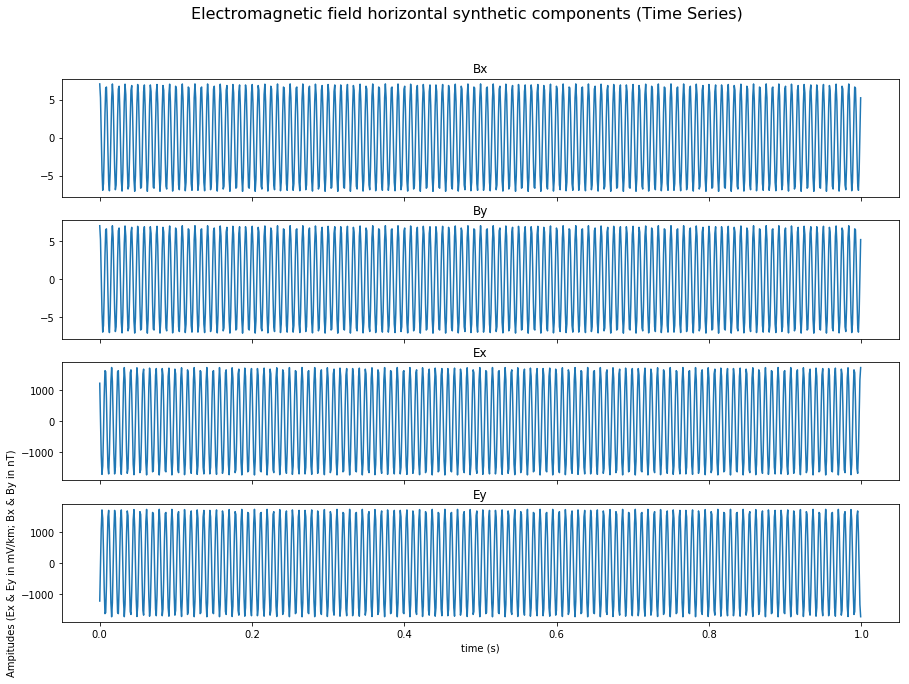 Electromagnetic field horizontal synthetic components (Time Series)
Bx
5
0
−5
By
5
0
−5
Ex
1000
0
−1000
Ey
1000
0
−1000
0.0 0.2 0.4 0.6 0.8 1.0
time (s)
Ampitudes (Ex & Ey in mV/km; Bx & By in nT)